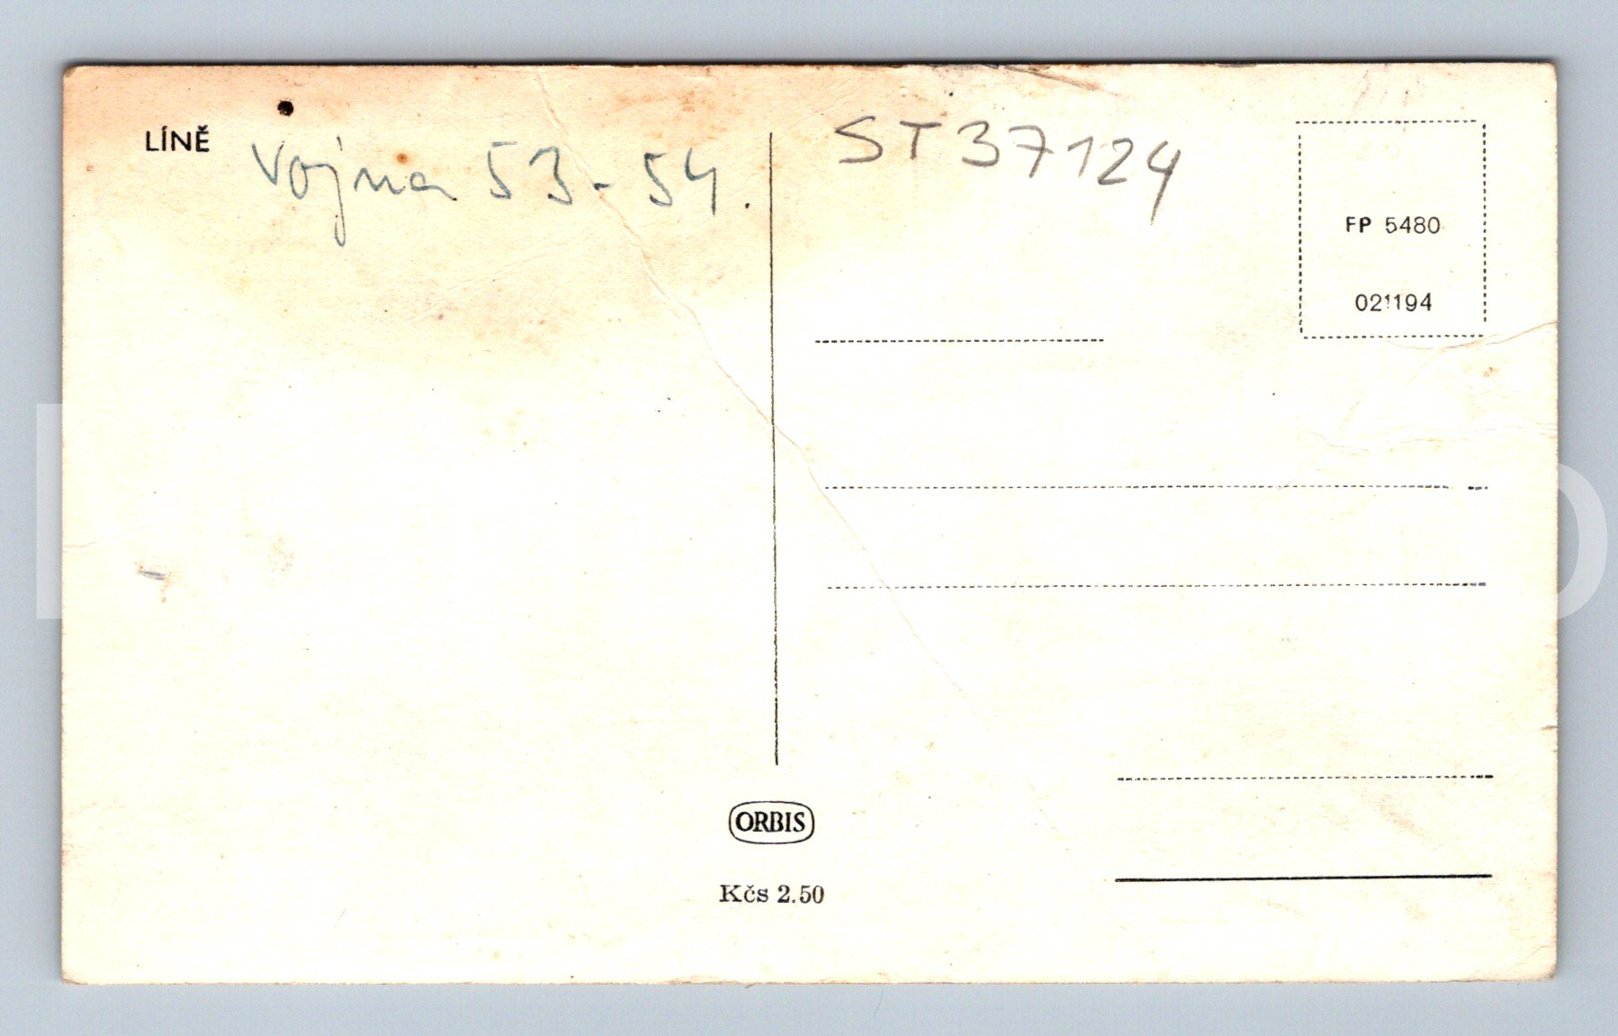 LÍNĚ
Vojna 53-54.
ST37124
FP 5480
021194
ORBIS
Kčs 2.50